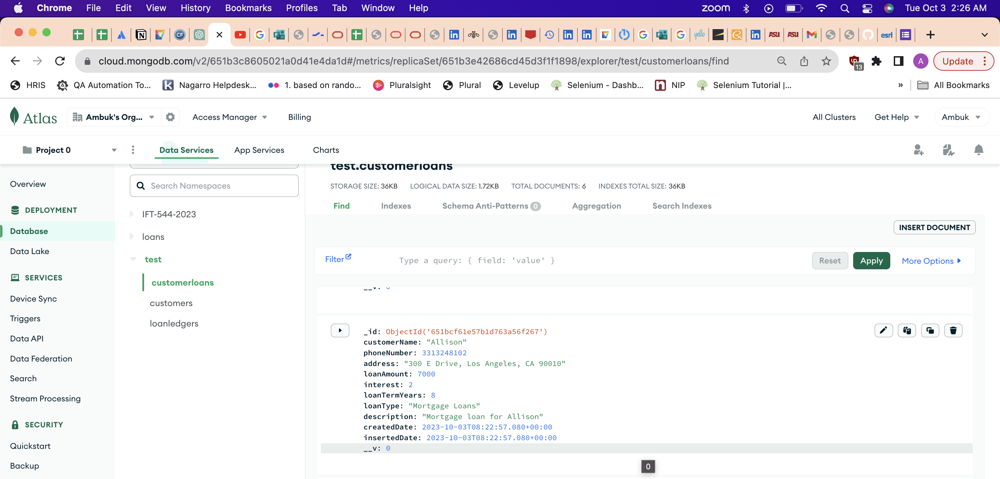 Chrome File Edit View History Bookmarks Profiles Tab Window Help zoom Tue Oct 3 2:26 AM
cloud.mongodb.com/v2/651b3c8605021a0d41e4da1d#/metrics/replicaSet/651b3e42686cd45d3f1f1898/explorer/test/customerloans/find 13 A Update
HRIS QA Automation To... Nagarro Helpdesk... 1. based on rando... Pluralsight Plural Levelup Selenium - Dashb... NIP Selenium Tutorial |... » All Bookmarks
Atlas Ambuk's Org... Access Manager Billing All Clusters Get Help Ambuk
Project 0 Data Services App Services Charts
test.customerloans
Overview
Search Namespaces
STORAGE SIZE: 36KB LOGICAL DATA SIZE: 1.72KB TOTAL DOCUMENTS: 6 INDEXES TOTAL SIZE: 36KB
Find Indexes Schema Anti-Patterns 0 Aggregation Search Indexes
DEPLOYMENT
Database
Data Lake
SERVICES
Device Sync
Triggers
Data API
Data Federation
Search
Stream Processing
SECURITY
Quickstart
Backup
IFT-544-2023
loans
test
customerloans
customers
loanledgers
INSERT DOCUMENT
Filter Type a query: { field: 'value' } Reset Apply More Options
__v: 0
_id: ObjectId('651bcf61e57b1d763a56f267')
customerName: "Allison"
phoneNumber: 3313248102
address: "300 E Drive, Los Angeles, CA 90010"
loanAmount: 7000
interest: 2
loanTermYears: 8
loanType: "Mortgage Loans"
description: "Mortgage loan for Allison"
createdDate: 2023-10-03T08:22:57.080+00:00
insertedDate: 2023-10-03T08:22:57.080+00:00
__v: 0
0